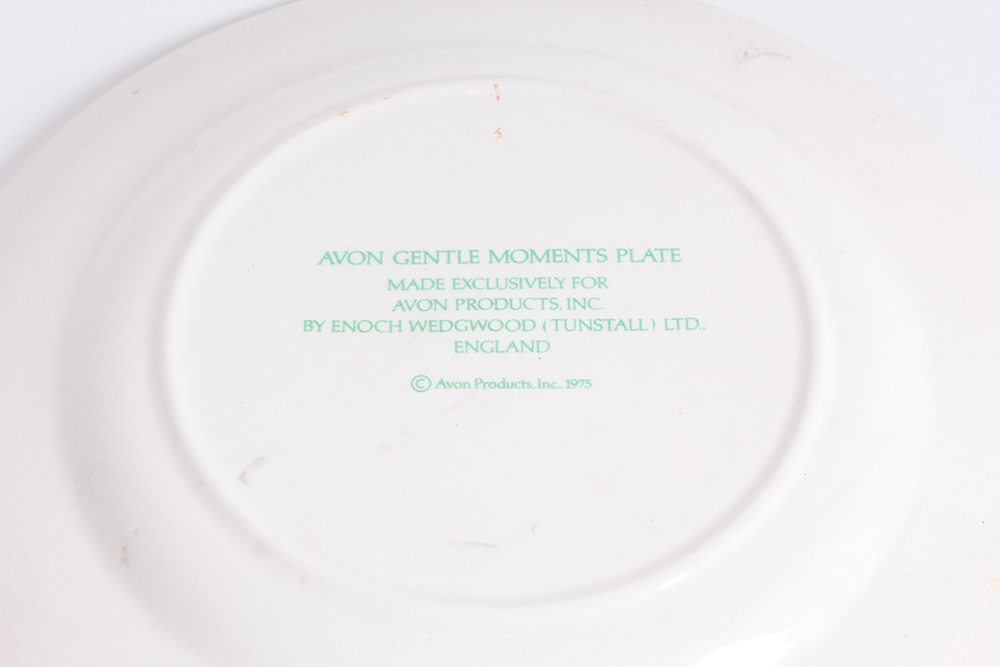 AVON GENTLE MOMENTS PLATE
MADE EXCLUSIVELY FOR
AVON PRODUCTS, INC.
BY ENOCH WEDGWOOD (TUNSTALL) LTD.,
ENGLAND
© Avon Products, Inc., 1975